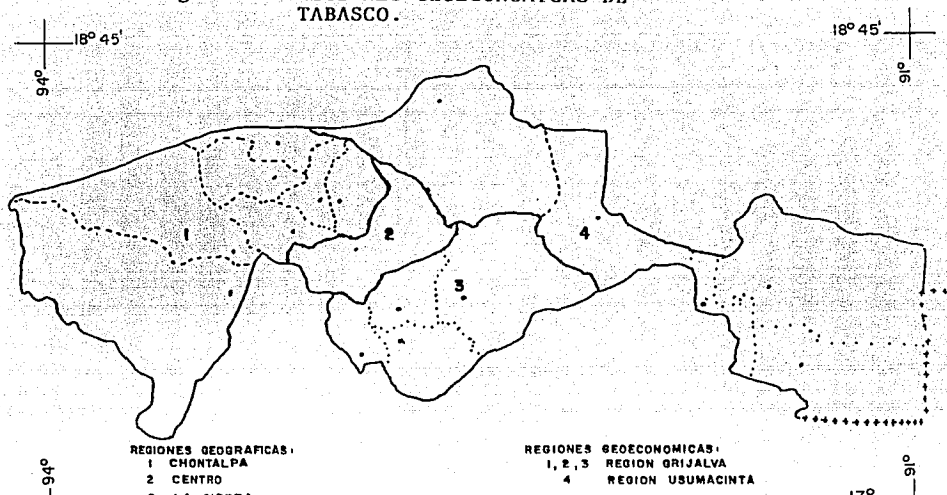 TABASCO.
18° 45'
18° 45'
94°
91°
1
2
3
4
REGIONES GEOGRAFICAS:
1 CHONTALPA
2 CENTRO
REGIONES GEOECONOMICAS:
1, 2, 3 REGION GRIJALVA
4 REGION USUMACINTA
94°
17°
91°